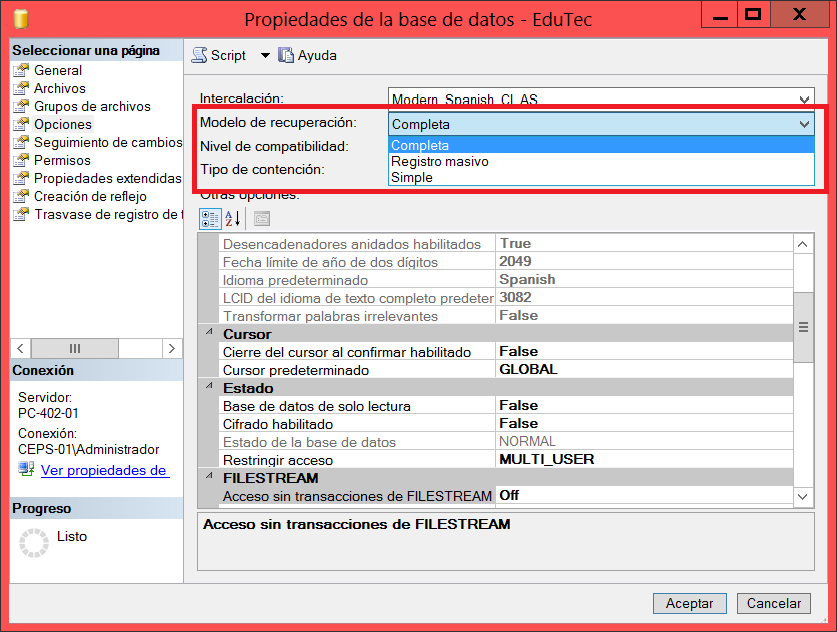 Propiedades de la base de datos - EduTec
Seleccionar una página
General
Archivos
Grupos de archivos
Opciones
Seguimiento de cambios
Permisos
Propiedades extendidas
Creación de reflejo
Trasvase de registro de
Conexión
Servidor:
PC-402-01
Conexión:
CEPS-01\Administrador
Ver propiedades de
Progreso
Listo
Script
Ayuda
Intercalación: Modern_Spanish_CI_AS
Modelo de recuperación: Completa
Nivel de compatibilidad: Completa
Registro masivo
Tipo de contención: Simple
Otras opciones:
Desencadenadores anidados habilitados True
Fecha límite de año de dos dígitos 2049
Idioma predeterminado Spanish
LCID del idioma de texto completo predeter 3082
Transformar palabras irrelevantes False
Cursor
Cierre del cursor al confirmar habilitado False
Cursor predeterminado GLOBAL
Estado
Base de datos de solo lectura False
Cifrado habilitado False
Estado de la base de datos NORMAL
Restringir acceso MULTI_USER
FILESTREAM
Acceso sin transacciones de FILESTREAM Off
Acceso sin transacciones de FILESTREAM
Aceptar
Cancelar